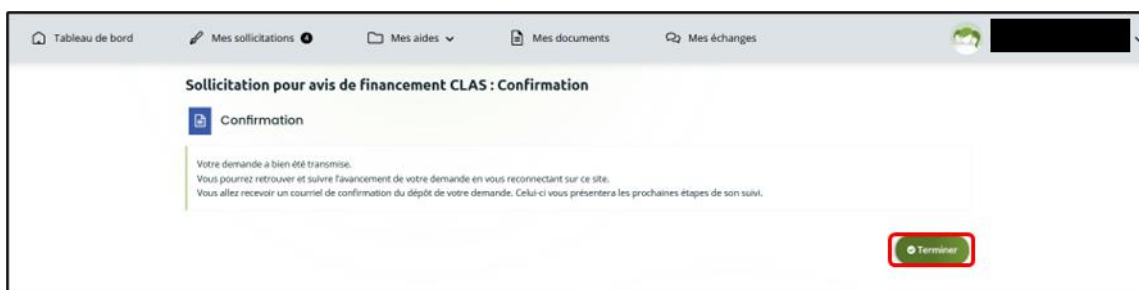 Tableau de bord Mes sollicitations 4 Mes aides Mes documents Mes échanges
Sollicitation pour avis de financement CLAS : Confirmation
Confirmation
Votre demande a bien été transmise.
Vous pourrez retrouver et suivre l'avancement de votre demande en vous reconnectant sur ce site.
Vous allez recevoir un courriel de confirmation du dépôt de votre demande. Celui-ci vous présentera les prochaines étapes de son suivi.
Terminer